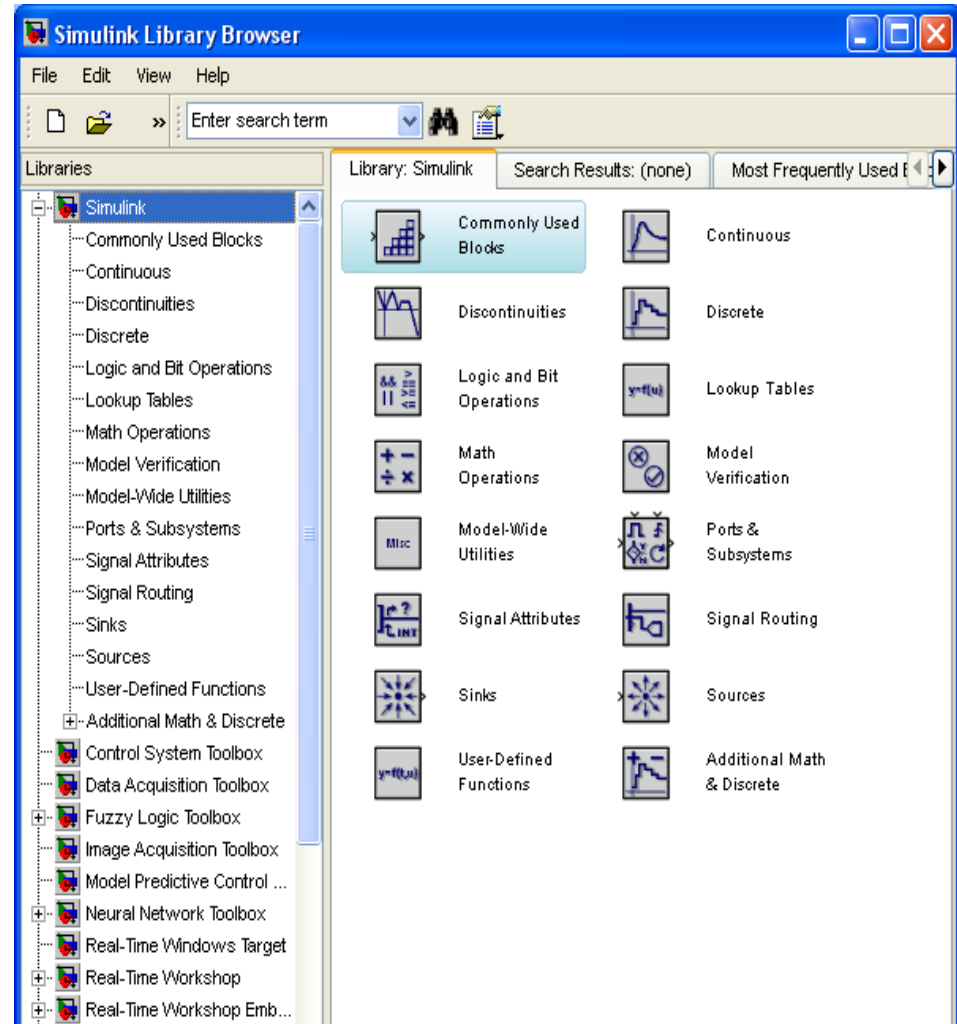 Simulink Library Browser
File Edit View Help
» Enter search term
Libraries
Simulink
Commonly Used Blocks
Continuous
Discontinuities
Discrete
Logic and Bit Operations
Lookup Tables
Math Operations
Model Verification
Model-Wide Utilities
Ports & Subsystems
Signal Attributes
Signal Routing
Sinks
Sources
User-Defined Functions
Additional Math & Discrete
Control System Toolbox
Data Acquisition Toolbox
Fuzzy Logic Toolbox
Image Acquisition Toolbox
Model Predictive Control ...
Neural Network Toolbox
Real-Time Windows Target
Real-Time Workshop
Real-Time Workshop Emb...
Library: Simulink Search Results: (none) Most Frequently Used
Commonly Used
Blocks
Continuous
Discontinuities
Discrete
&& >
|| >=
<=
Logic and Bit
Operations
y=f(u)
Lookup Tables
+ −
÷ ×
Math
Operations
Model
Verification
Misc
Model-Wide
Utilities
Ports &
Subsystems
?
INT
Signal Attributes
Signal Routing
Sinks
Sources
y=f(t,u)
User-Defined
Functions
Additional Math
& Discrete